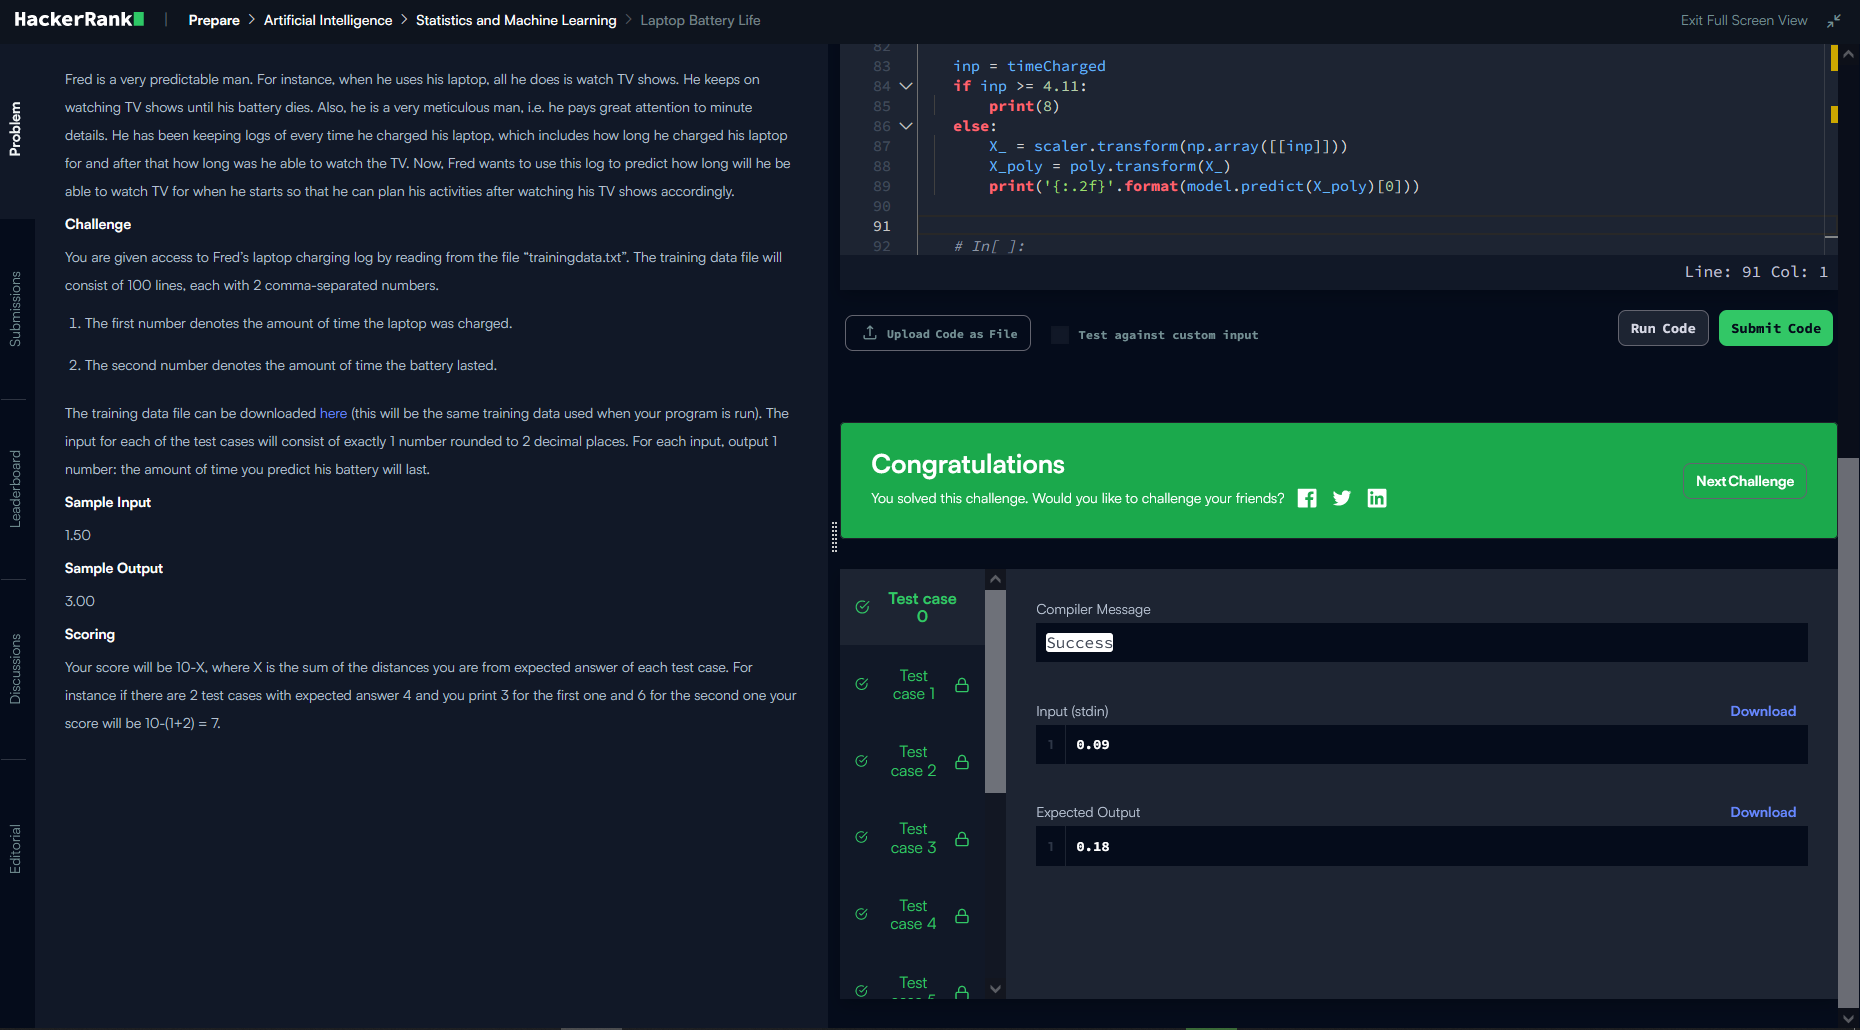 HackerRank | Prepare > Artificial Intelligence > Statistics and Machine Learning > Laptop Battery Life
Exit Full Screen View
Problem
Submissions
Leaderboard
Discussions
Editorial
Fred is a very predictable man. For instance, when he uses his laptop, all he does is watch TV shows. He keeps on
watching TV shows until his battery dies. Also, he is a very meticulous man, i.e. he pays great attention to minute
details. He has been keeping logs of every time he charged his laptop, which includes how long he charged his laptop
for and after that how long was he able to watch the TV. Now, Fred wants to use this log to predict how long will he be
able to watch TV for when he starts so that he can plan his activities after watching his TV shows accordingly.
Challenge
You are given access to Fred's laptop charging log by reading from the file “trainingdata.txt”. The training data file will
consist of 100 lines, each with 2 comma-separated numbers.
1. The first number denotes the amount of time the laptop was charged.
2. The second number denotes the amount of time the battery lasted.
The training data file can be downloaded here (this will be the same training data used when your program is run). The
input for each of the test cases will consist of exactly 1 number rounded to 2 decimal places. For each input, output 1
number: the amount of time you predict his battery will last.
Sample Input
1.50
Sample Output
3.00
Scoring
Your score will be 10-X, where X is the sum of the distances you are from expected answer of each test case. For
instance if there are 2 test cases with expected answer 4 and you print 3 for the first one and 6 for the second one your
score will be 10-(1+2) = 7.
82
83 inp = timeCharged
84 if inp >= 4.11:
85 print(8)
86 else:
87 X_ = scaler.transform(np.array([[inp]]))
88 X_poly = poly.transform(X_)
89 print('{:.2f}'.format(model.predict(X_poly)[0]))
90
91
92 # In[ ]:
Line: 91 Col: 1
Upload Code as File
Test against custom input
Run Code
Submit Code
Congratulations
You solved this challenge. Would you like to challenge your friends?
Next Challenge
Test case
0
Test
case 1
Test
case 2
Test
case 3
Test
case 4
Test
case 5
Compiler Message
Success
Input (stdin)
Download
1 0.09
Expected Output
Download
1 0.18